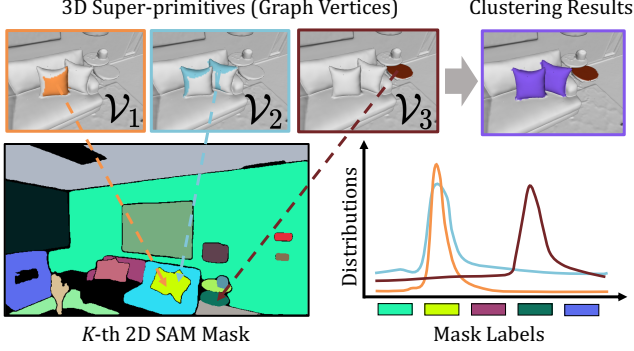 3D Super-primitives (Graph Vertices)
Clustering Results
𝒱1
𝒱2
𝒱3
Distributions
K-th 2D SAM Mask
Mask Labels